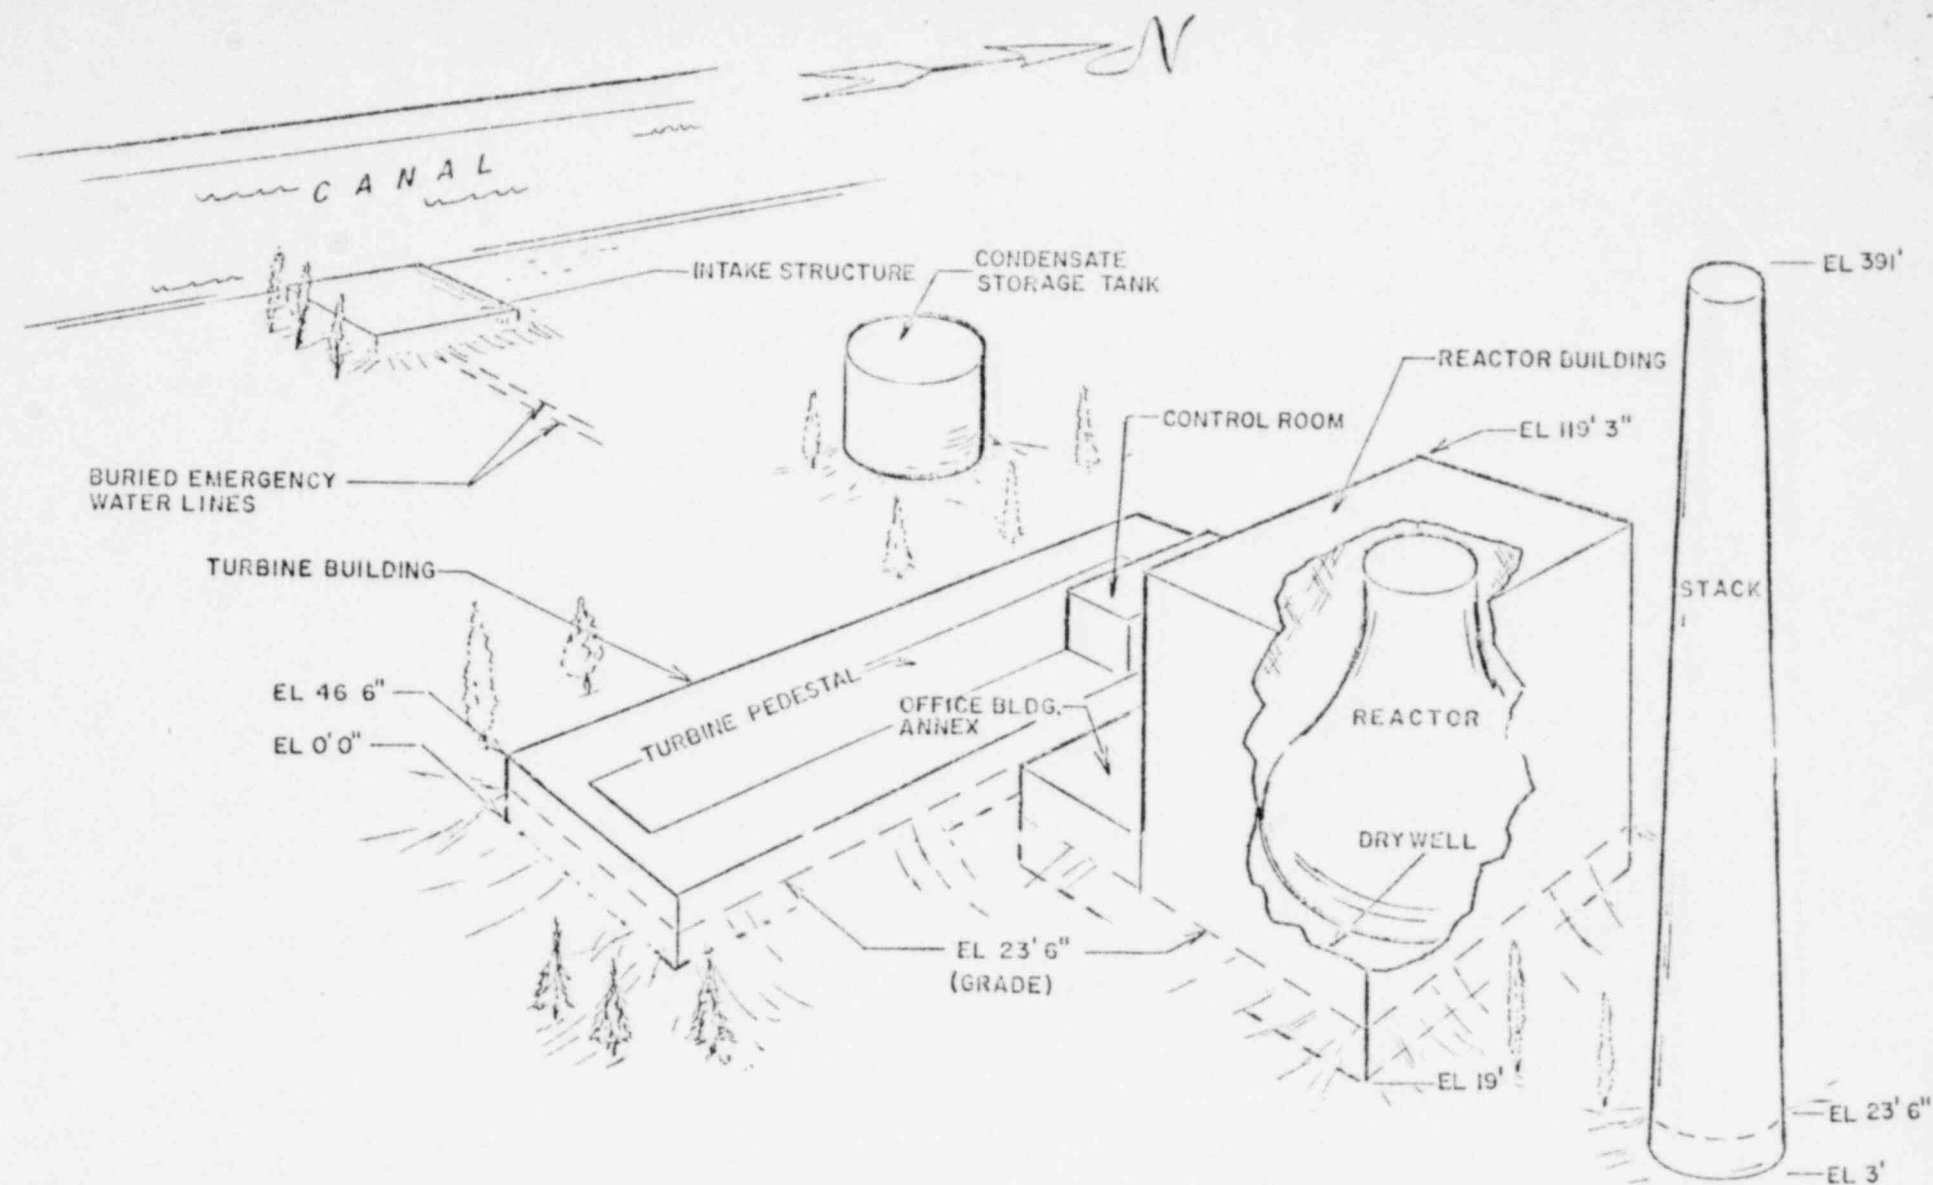 N
CANAL
INTAKE STRUCTURE
CONDENSATE
STORAGE TANK
EL 391'
REACTOR BUILDING
CONTROL ROOM
EL 119' 3"
BURIED EMERGENCY
WATER LINES
TURBINE BUILDING
STACK
EL 46 6"
TURBINE PEDESTAL
OFFICE BLDG.
ANNEX
REACTOR
EL 0' 0"
DRYWELL
EL 23' 6"
(GRADE)
EL 19'
EL 23' 6"
EL 3'